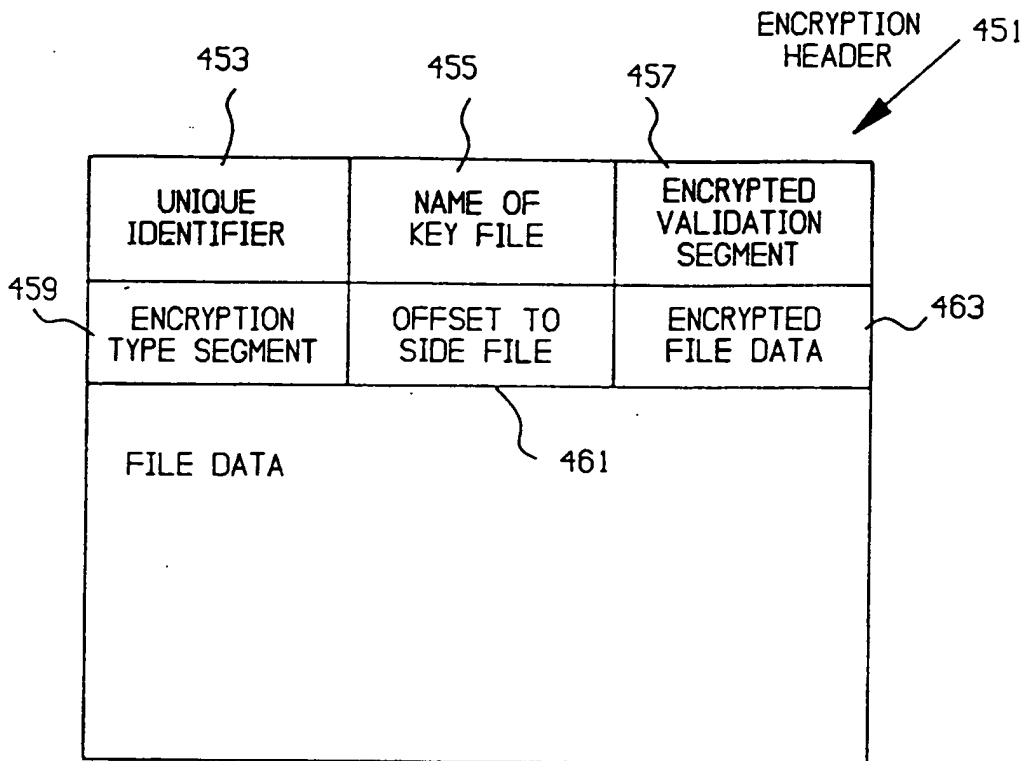 ENCRYPTION
HEADER
451
453
455
457
UNIQUE
IDENTIFIER
NAME OF
KEY FILE
ENCRYPTED
VALIDATION
SEGMENT
459
ENCRYPTION
TYPE SEGMENT
OFFSET TO
SIDE FILE
ENCRYPTED
FILE DATA
463
461
FILE DATA